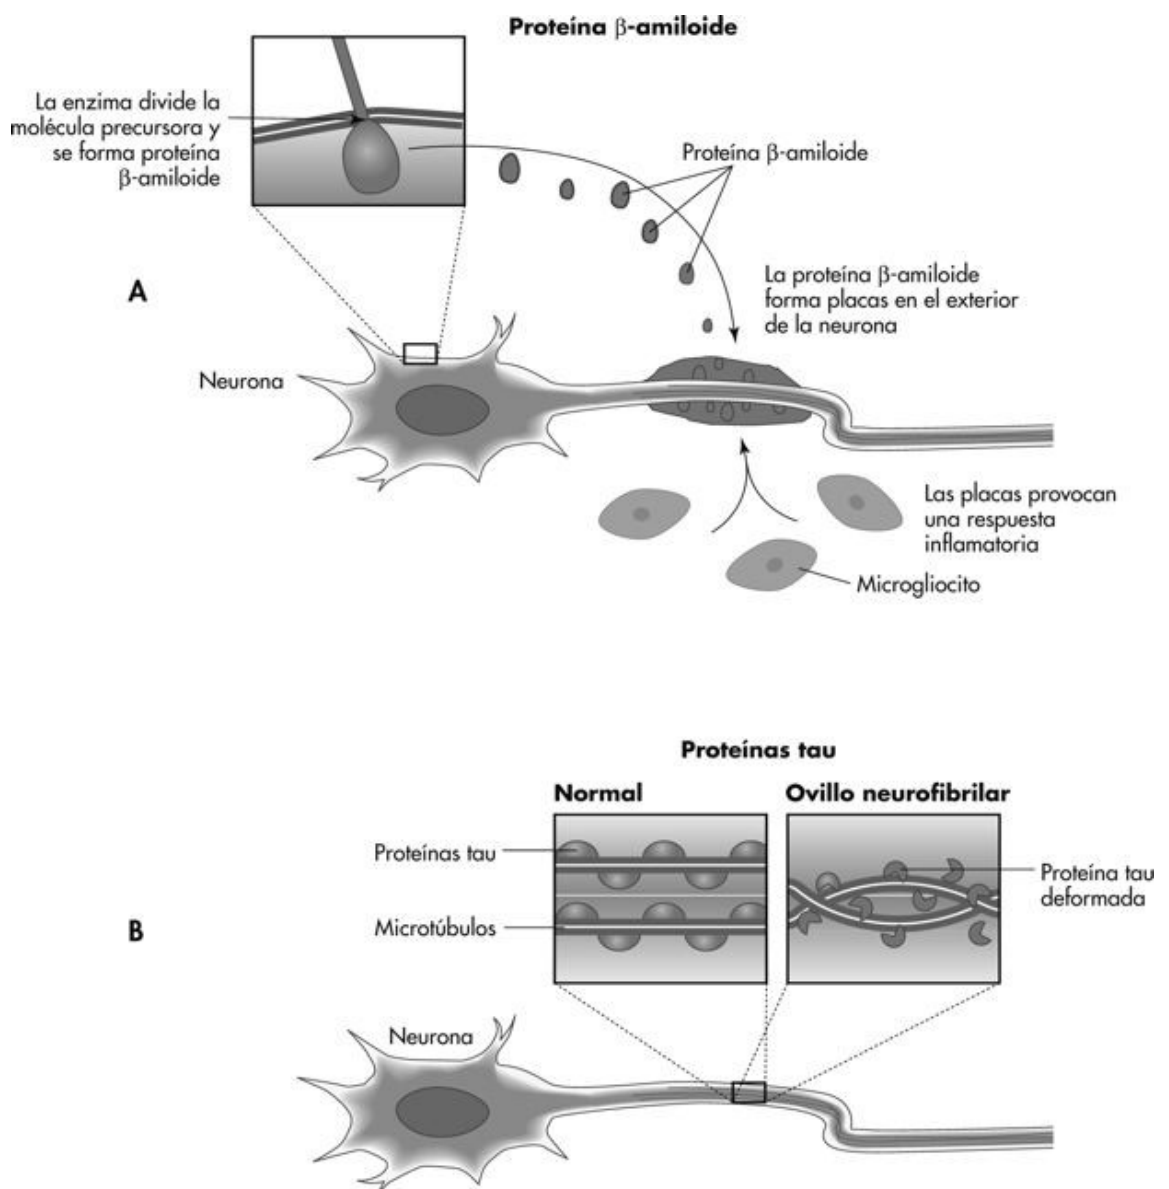 Proteína β-amiloide
La enzima divide la
molécula precursora y
se forma proteína
β-amiloide
Proteína β-amiloide
La proteína β-amiloide
forma placas en el exterior
de la neurona
A
Neurona
Las placas provocan
una respuesta
inflamatoria
Microgliocito
Proteínas tau
Normal
Ovillo neurofibrilar
Proteínas tau
Proteína tau
deformada
Microtúbulos
B
Neurona